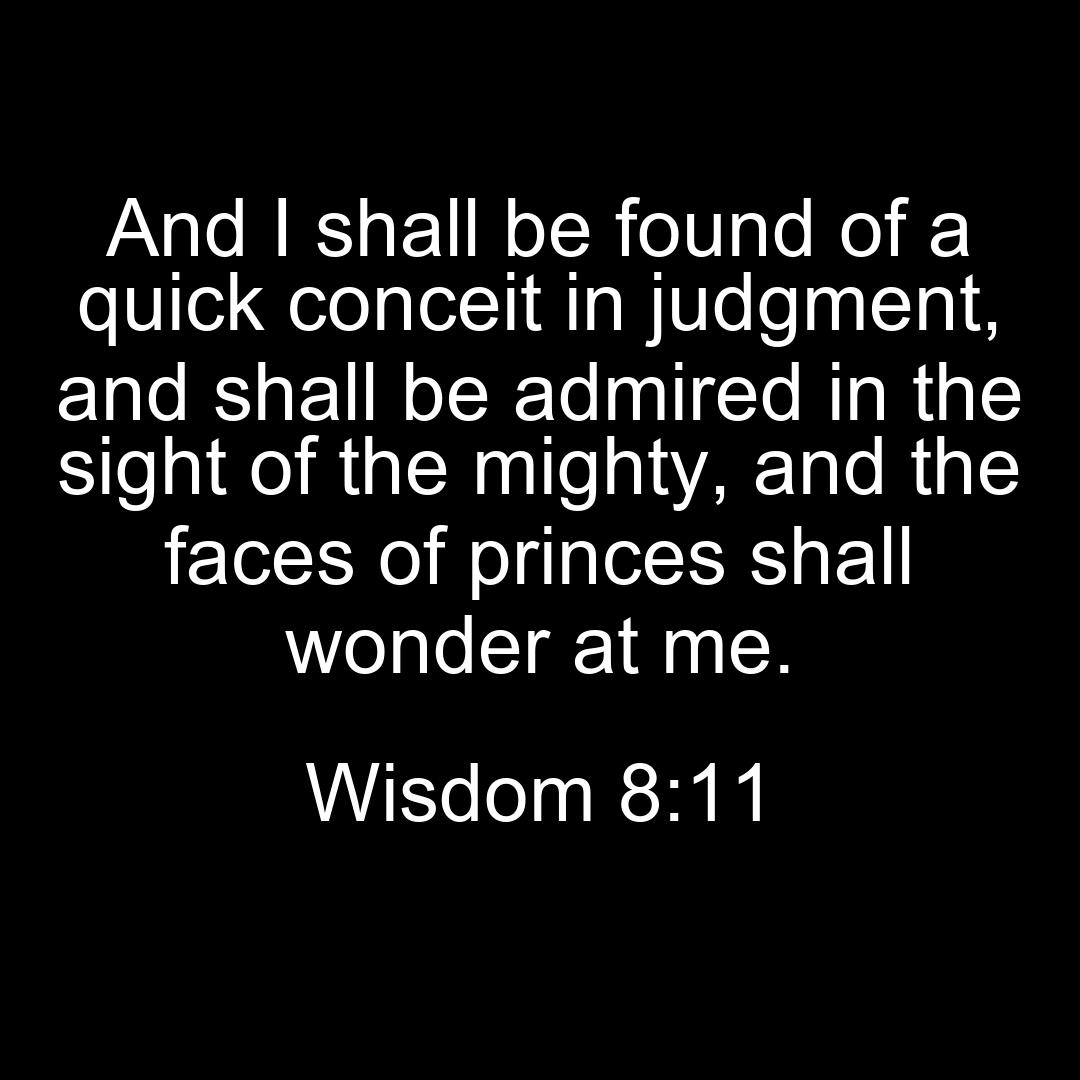 And I shall be found of a
quick conceit in judgment,
and shall be admired in the
sight of the mighty, and the
faces of princes shall
wonder at me.
Wisdom 8:11